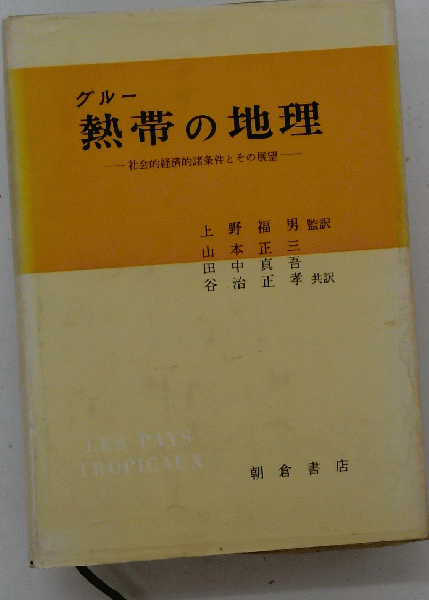 グルー
熱帯の地理
──社会的経済的諸条件とその展望──
上野福男 監訳
山本正三
田中真吾
谷治正孝 共訳
LES PAYS
TROPICAUX
朝倉書店